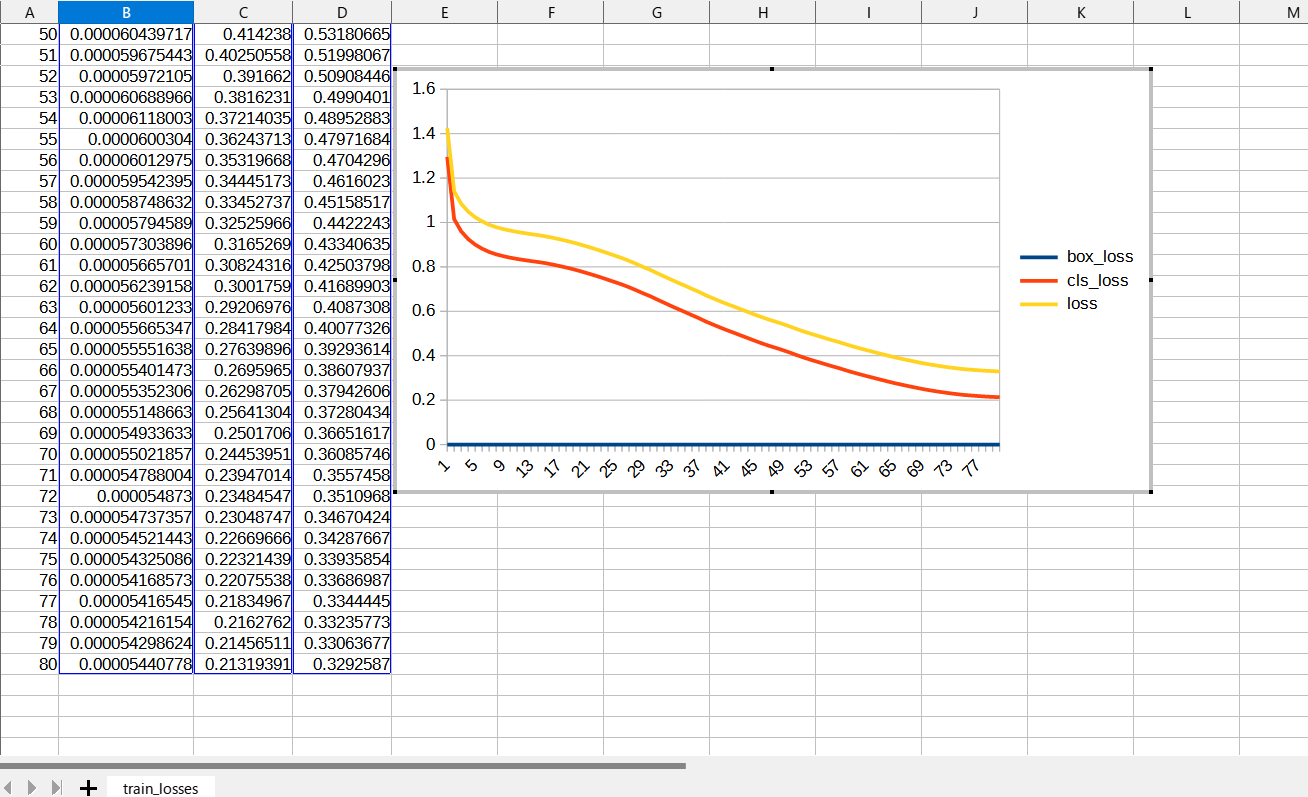 A B C D E F G H I J K L M
50 0.000060439717 0.414238 0.53180665
51 0.000059675443 0.40250558 0.51998067
52 0.00005972105 0.391662 0.50908446
53 0.000060688966 0.3816231 0.4990401
54 0.00006118003 0.37214035 0.48952883
55 0.0000600304 0.36243713 0.47971684
56 0.00006012975 0.35319668 0.4704296
57 0.000059542395 0.34445173 0.4616023
58 0.000058748632 0.33452737 0.45158517
59 0.00005794589 0.32525966 0.4422243
60 0.000057303896 0.3165269 0.43340635
61 0.00005665701 0.30824316 0.42503798
62 0.000056239158 0.3001759 0.41689903
63 0.00005601233 0.29206976 0.4087308
64 0.000055665347 0.28417984 0.40077326
65 0.000055551638 0.27639896 0.39293614
66 0.000055401473 0.2695965 0.38607937
67 0.000055352306 0.26298705 0.37942606
68 0.000055148663 0.25641304 0.37280434
69 0.000054933633 0.2501706 0.36651617
70 0.000055021857 0.24453951 0.36085746
71 0.000054788004 0.23947014 0.3557458
72 0.000054873 0.23484547 0.3510968
73 0.000054737357 0.23048747 0.34670424
74 0.000054521443 0.22669666 0.34287667
75 0.000054325086 0.22321439 0.33935854
76 0.000054168573 0.22075538 0.33686987
77 0.00005416545 0.21834967 0.3344445
78 0.000054216154 0.2162762 0.33235773
79 0.000054298624 0.21456511 0.33063677
80 0.00005440778 0.21319391 0.3292587
1.6
1.4
1.2
1
0.8
0.6
0.4
0.2
0
1 5 9 13 17 21 25 29 33 37 41 45 49 53 57 61 65 69 73 77
box_loss
cls_loss
loss
train_losses